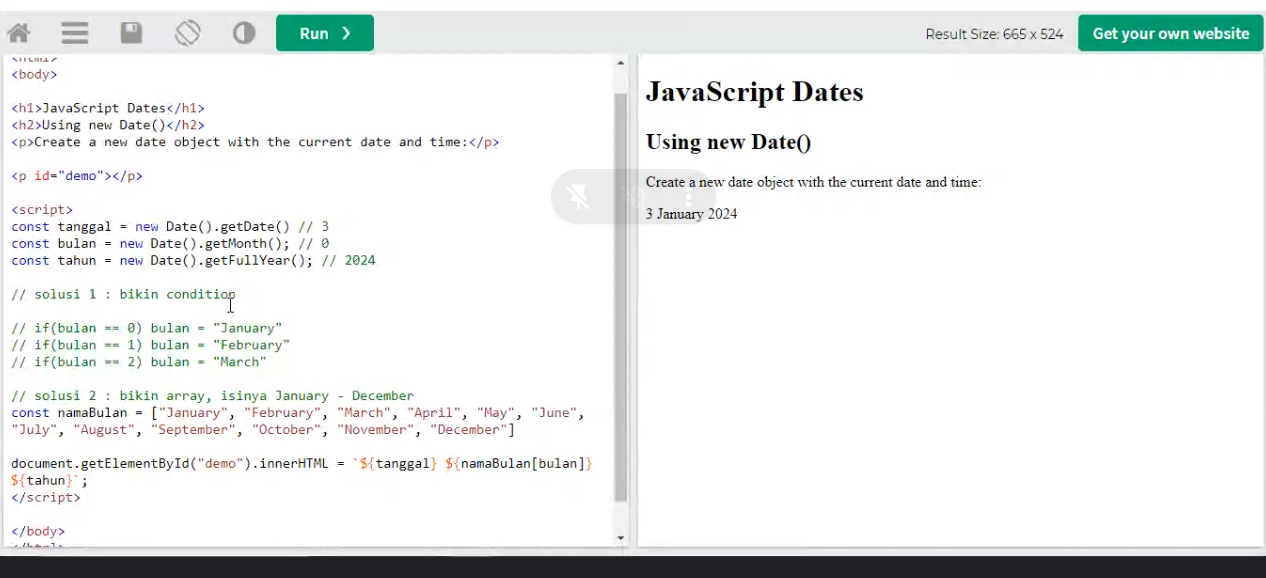 Run ❯
Result Size: 665 x 524
Get your own website
<html>
<body>
<h1>JavaScript Dates</h1>
<h2>Using new Date()</h2>
<p>Create a new date object with the current date and time:</p>
<p id="demo"></p>
<script>
const tanggal = new Date().getDate() // 3
const bulan = new Date().getMonth(); // 0
const tahun = new Date().getFullYear(); // 2024
// solusi 1 : bikin condition
// if(bulan == 0) bulan = "January"
// if(bulan == 1) bulan = "February"
// if(bulan == 2) bulan = "March"
// solusi 2 : bikin array, isinya January - December
const namaBulan = ["January", "February", "March", "April", "May", "June",
"July", "August", "September", "October", "November", "December"]
document.getElementById("demo").innerHTML = `${tanggal} ${namaBulan[bulan]}
${tahun}`;
</script>
</body>
</html>
JavaScript Dates
Using new Date()
Create a new date object with the current date and time:
3 January 2024